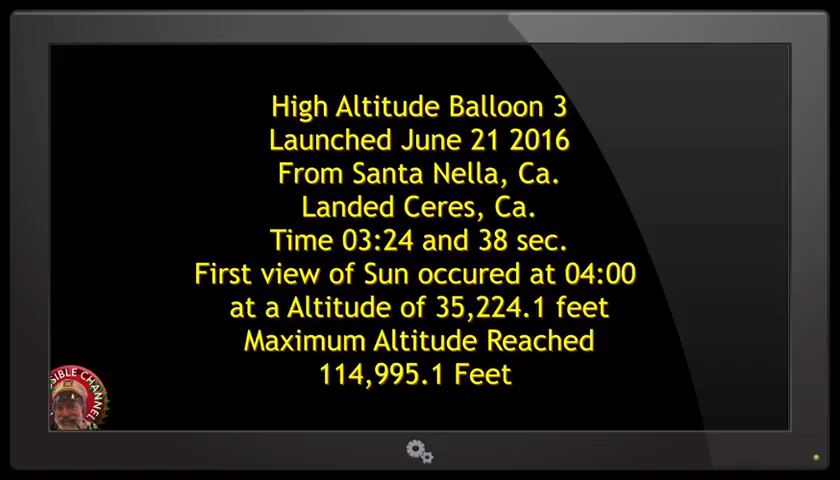 High Altitude Balloon 3
Launched June 21 2016
From Santa Nella, Ca.
Landed Ceres, Ca.
Time 03:24 and 38 sec.
First view of Sun occured at 04:00
at a Altitude of 35,224.1 feet
Maximum Altitude Reached
114,995.1 Feet
CHANNEL